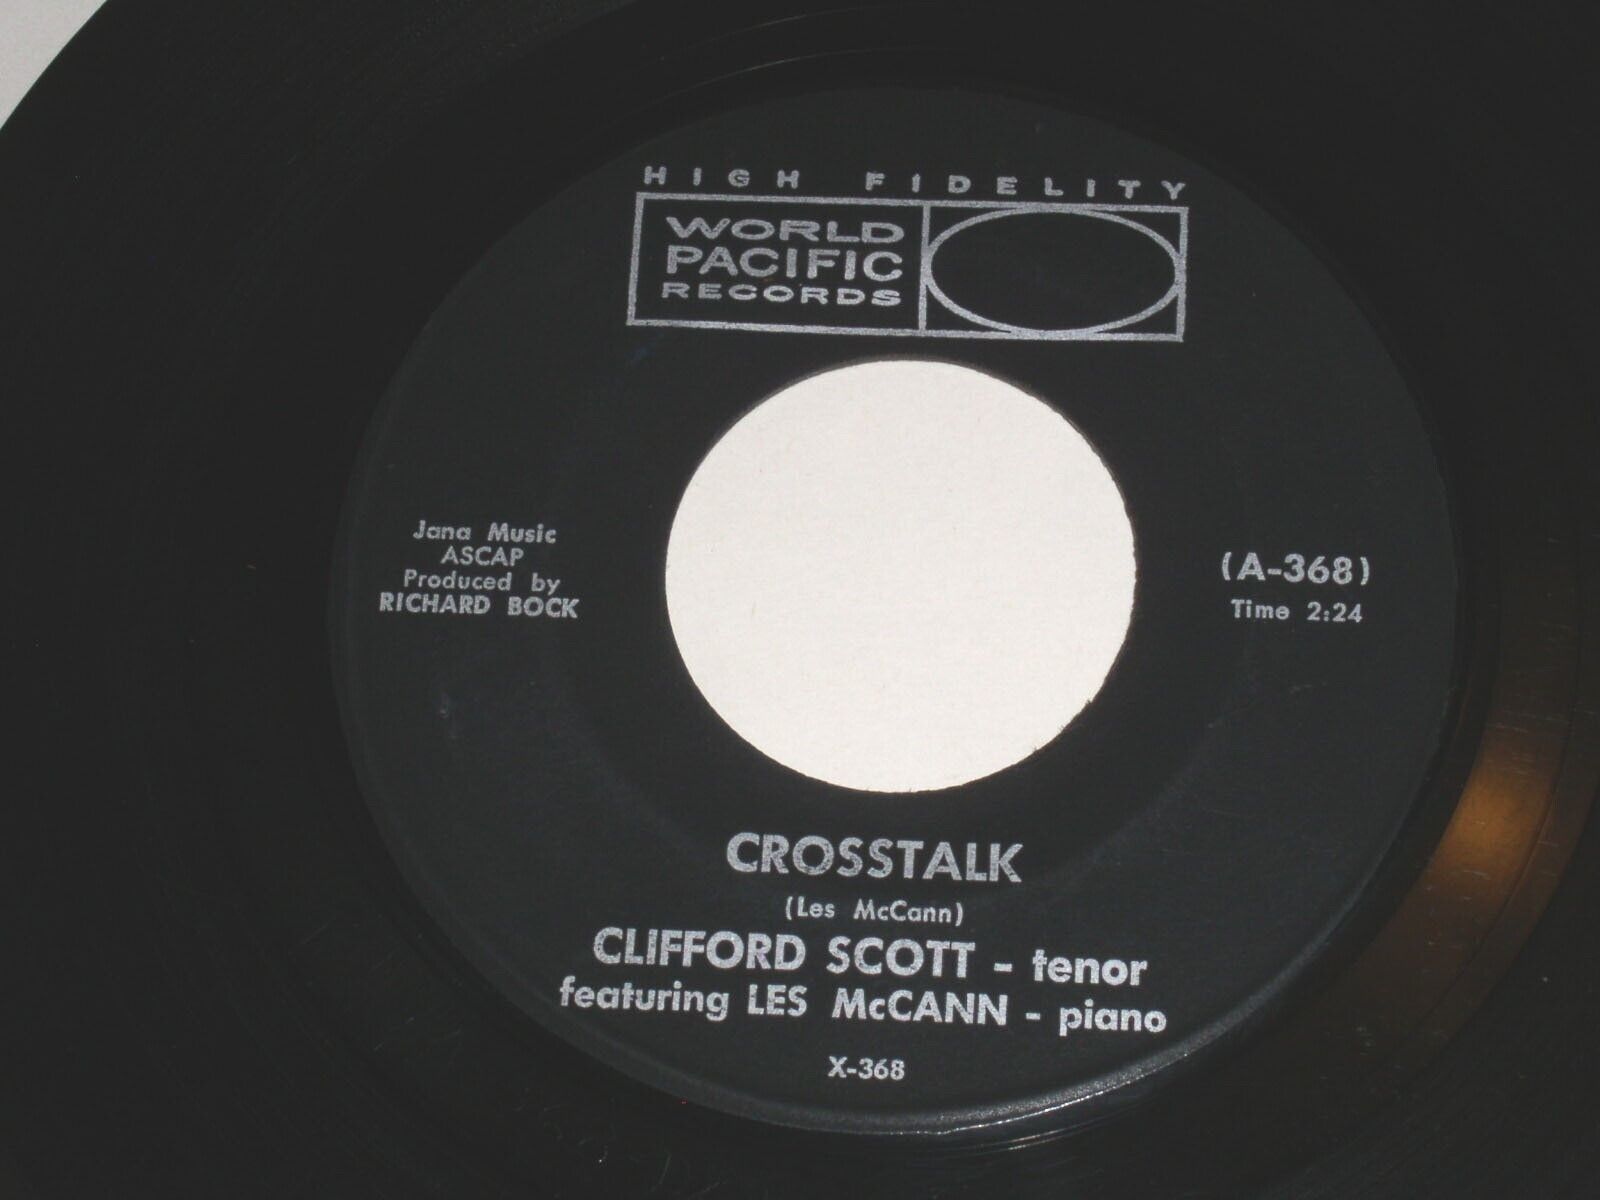 HIGH FIDELITY
WORLD
PACIFIC
RECORDS
Jana Music
ASCAP
Produced by
RICHARD BOCK
(A-368)
Time 2:24
CROSSTALK
(Les McCann)
CLIFFORD SCOTT - tenor
featuring LES McCANN - piano
X-368